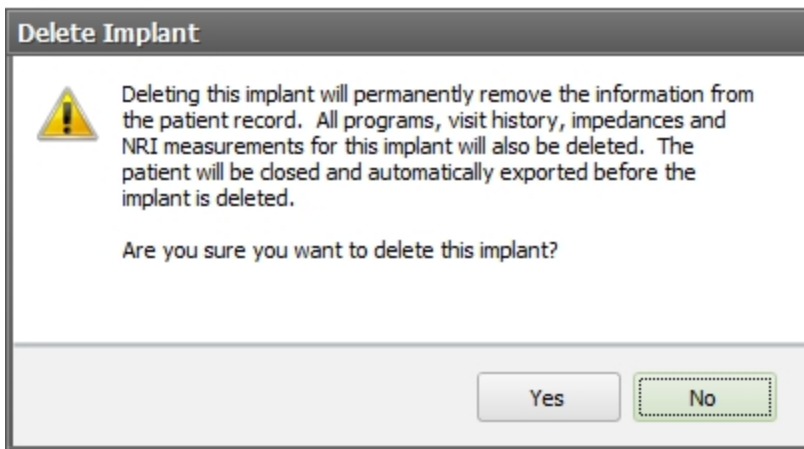 Delete Implant
Deleting this implant will permanently remove the information from
the patient record.  All programs, visit history, impedances and
NRI measurements for this implant will also be deleted.  The
patient will be closed and automatically exported before the
implant is deleted.
Are you sure you want to delete this implant?
Yes No